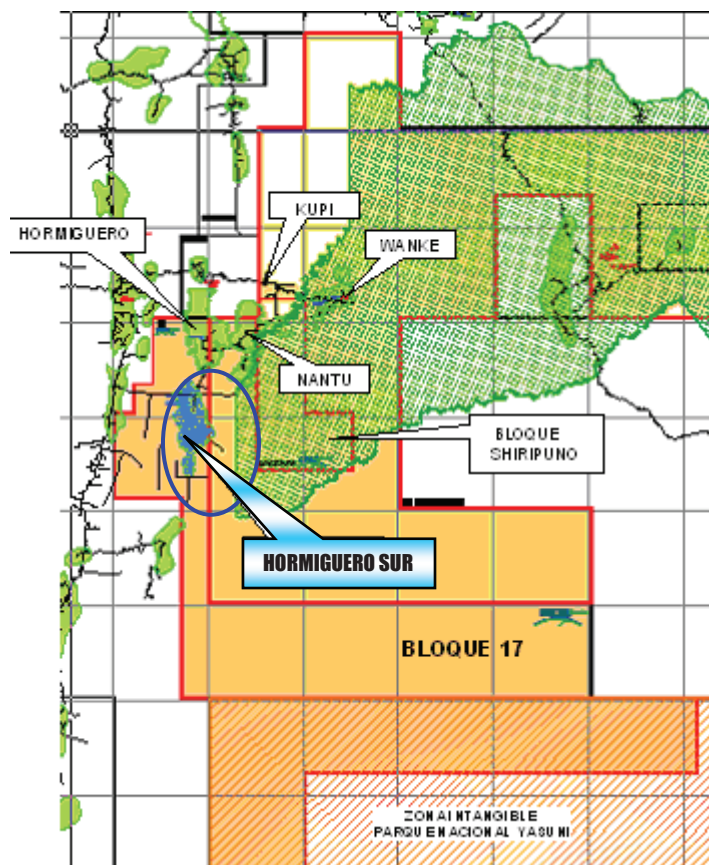 KUPI
HORMIGUERO
WANKE
NANTU
BLOQUE
SHIRIPUNO
HORMIGUERO SUR
BLOQUE 17
ZONA INTANGIBLE
PARQUE NACIONAL YASUNI